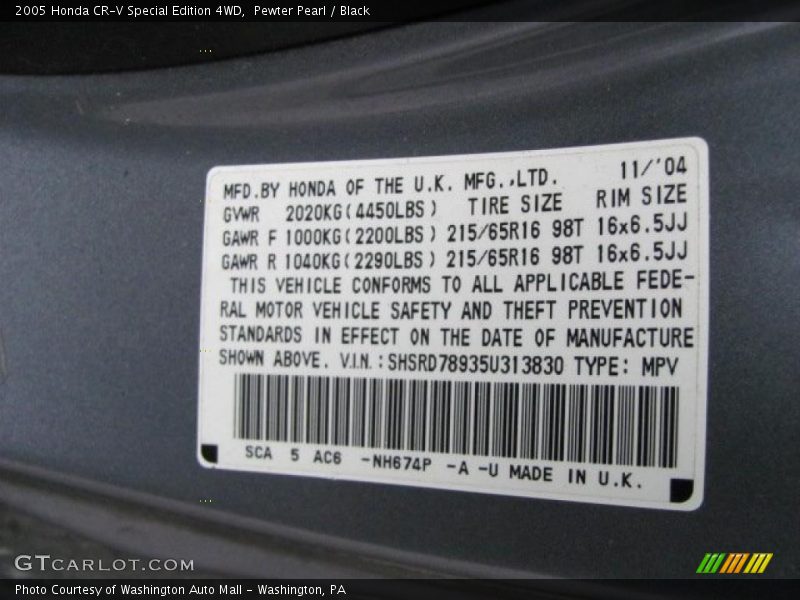 2005 Honda CR-V Special Edition 4WD, Pewter Pearl / Black
MFD.BY HONDA OF THE U.K. MFG.,LTD. 11/'04
GVWR 2020KG(4450LBS) TIRE SIZE RIM SIZE
GAWR F 1000KG(2200LBS) 215/65R16 98T 16x6.5JJ
GAWR R 1040KG(2290LBS) 215/65R16 98T 16x6.5JJ
THIS VEHICLE CONFORMS TO ALL APPLICABLE FEDE-
RAL MOTOR VEHICLE SAFETY AND THEFT PREVENTION
STANDARDS IN EFFECT ON THE DATE OF MANUFACTURE
SHOWN ABOVE. V.I.N.:SHSRD78935U313830 TYPE: MPV
SCA 5 AC6 -NH674P -A -U MADE IN U.K.
GTCARLOT.COM
Photo Courtesy of Washington Auto Mall - Washington, PA